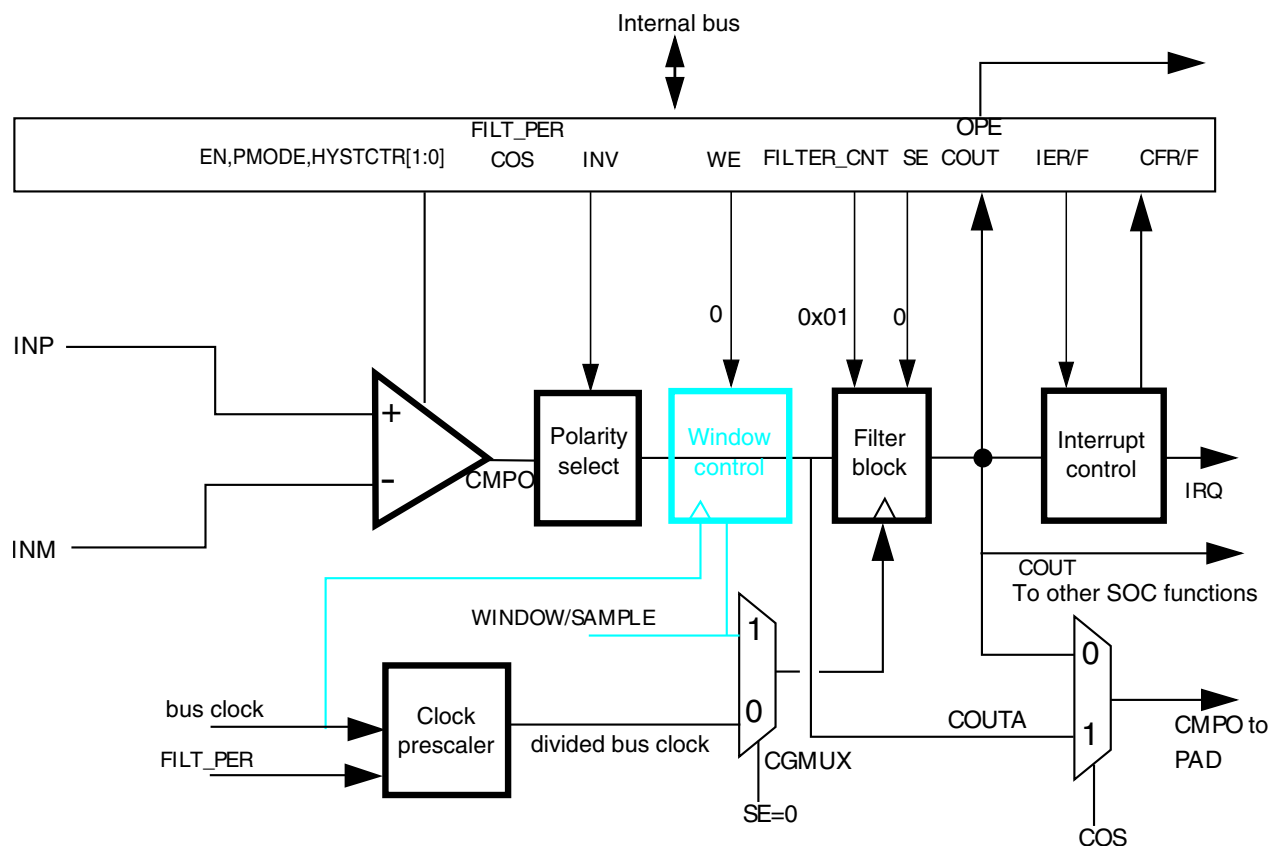 Internal bus
OPE
FILT_PER
EN,PMODE,HYSTCTR[1:0]
COS
INV
WE
FILTER_CNT
SE
COUT
IER/F
CFR/F
0
0x01
0
INP
+
-
INM
CMPO
Polarity
select
Window
control
Filter
block
Interrupt
control
IRQ
COUT
To other SOC functions
WINDOW/SAMPLE
1
0
0
1
bus clock
FILT_PER
Clock
prescaler
divided bus clock
CGMUX
SE=0
COUTA
CMPO to
PAD
COS